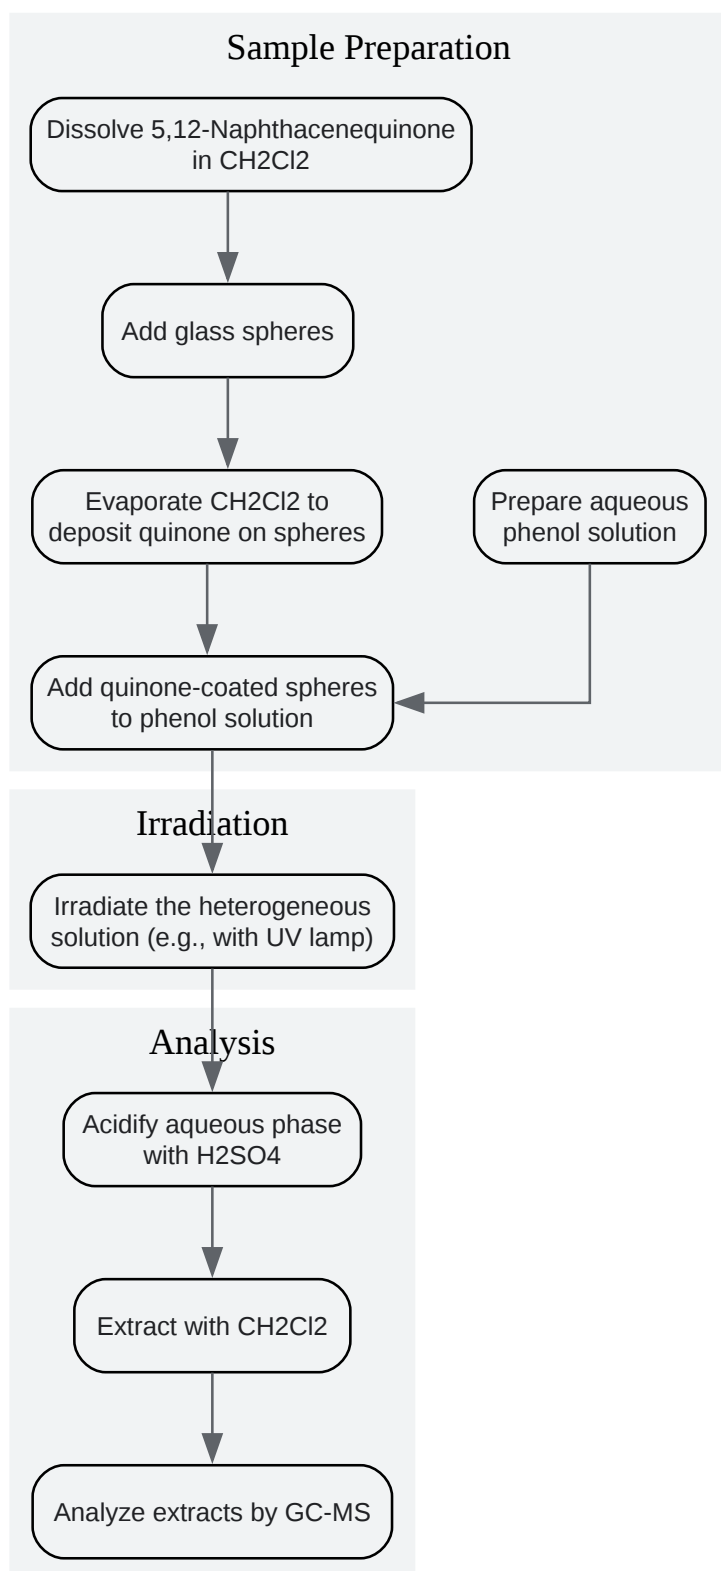 Sample Preparation
Dissolve 5,12-Naphthacenequinone
in CH2Cl2
Add glass spheres
Evaporate CH2Cl2 to
deposit quinone on spheres
Prepare aqueous
phenol solution
Add quinone-coated spheres
to phenol solution
Irradiation
Irradiate the heterogeneous
solution (e.g., with UV lamp)
Analysis
Acidify aqueous phase
with H2SO4
Extract with CH2Cl2
Analyze extracts by GC-MS